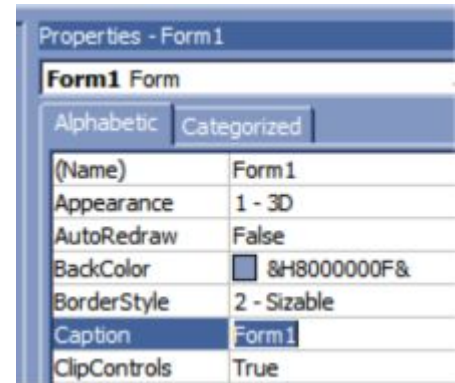 Properties - Form1
Form1 Form
Alphabetic Categorized
(Name) Form1
Appearance 1 - 3D
AutoRedraw False
BackColor &H8000000F&
BorderStyle 2 - Sizable
Caption Form1
ClipControls True